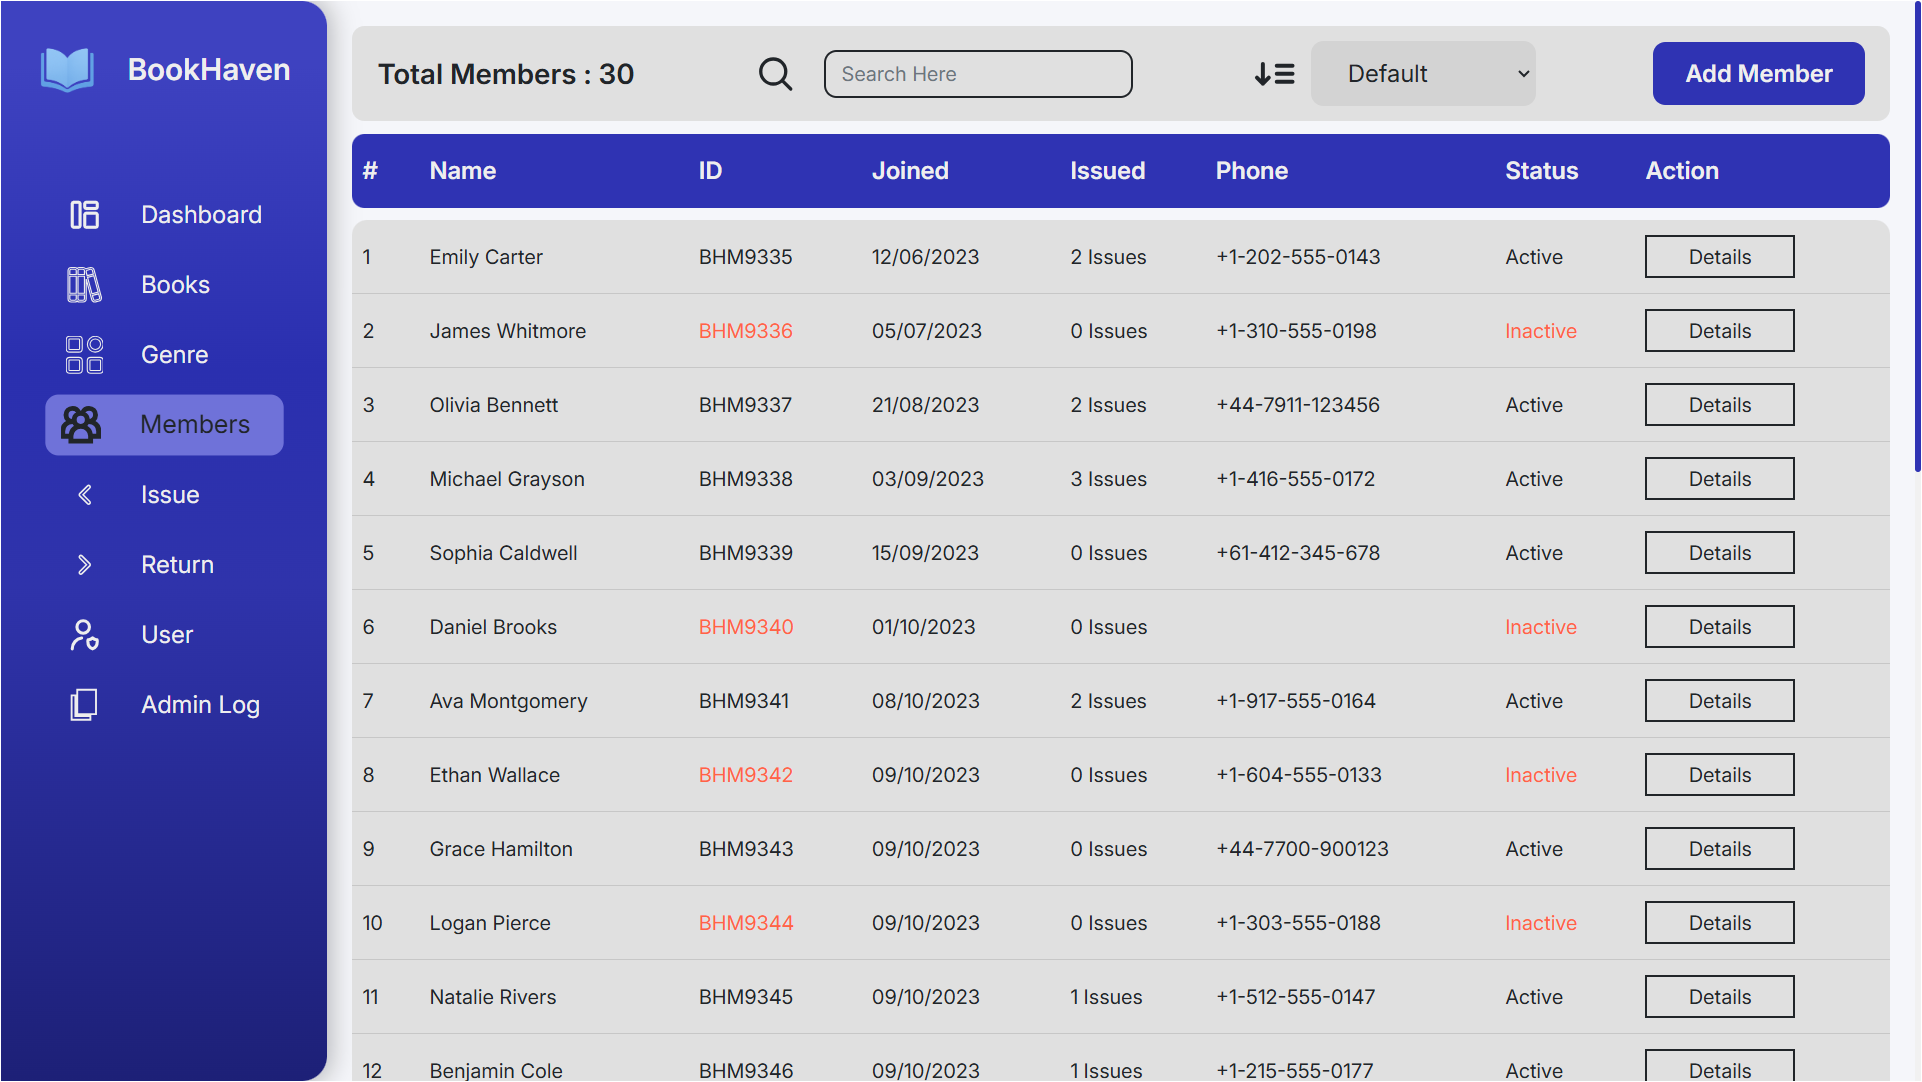 BookHaven
Dashboard
Books
Genre
Members
Issue
Return
User
Admin Log
Total Members : 30 Search Here Default Add Member
# Name ID Joined Issued Phone Status Action
1 Emily Carter BHM9335 12/06/2023 2 Issues +1-202-555-0143 Active Details
2 James Whitmore BHM9336 05/07/2023 0 Issues +1-310-555-0198 Inactive Details
3 Olivia Bennett BHM9337 21/08/2023 2 Issues +44-7911-123456 Active Details
4 Michael Grayson BHM9338 03/09/2023 3 Issues +1-416-555-0172 Active Details
5 Sophia Caldwell BHM9339 15/09/2023 0 Issues +61-412-345-678 Active Details
6 Daniel Brooks BHM9340 01/10/2023 0 Issues Inactive Details
7 Ava Montgomery BHM9341 08/10/2023 2 Issues +1-917-555-0164 Active Details
8 Ethan Wallace BHM9342 09/10/2023 0 Issues +1-604-555-0133 Inactive Details
9 Grace Hamilton BHM9343 09/10/2023 0 Issues +44-7700-900123 Active Details
10 Logan Pierce BHM9344 09/10/2023 0 Issues +1-303-555-0188 Inactive Details
11 Natalie Rivers BHM9345 09/10/2023 1 Issues +1-512-555-0147 Active Details
12 Benjamin Cole BHM9346 09/10/2023 1 Issues +1-215-555-0177 Active Details